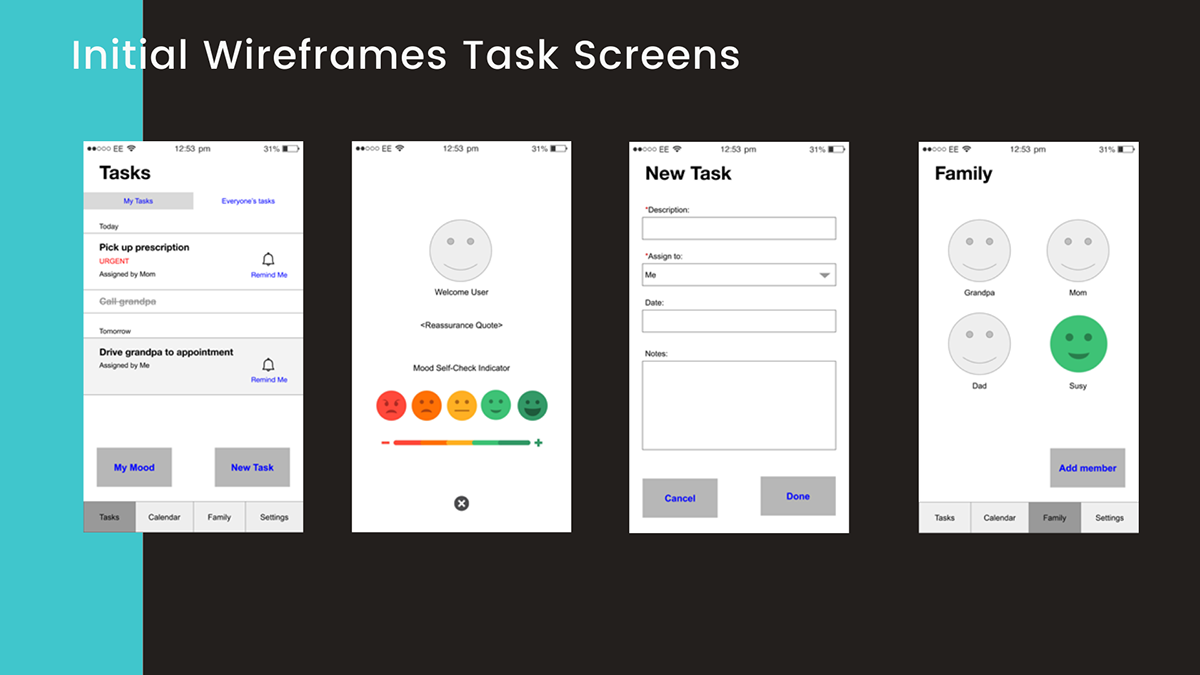 Initial Wireframes Task Screens
EE 12:53 pm 31%
Tasks
My Tasks Everyone's tasks
Today
Pick up prescription
URGENT
Assigned by Mom
Remind Me
Call grandpa
Tomorrow
Drive grandpa to appointment
Assigned by Me
Remind Me
My Mood New Task
Tasks Calendar Family Settings
EE 12:53 pm 31%
Welcome User
<Reassurance Quote>
Mood Self-Check Indicator
- +
EE 12:53 pm 31%
New Task
*Description:
*Assign to:
Me
Date:
Notes:
Cancel Done
EE 12:53 pm 31%
Family
Grandpa Mom
Dad Susy
Add member
Tasks Calendar Family Settings